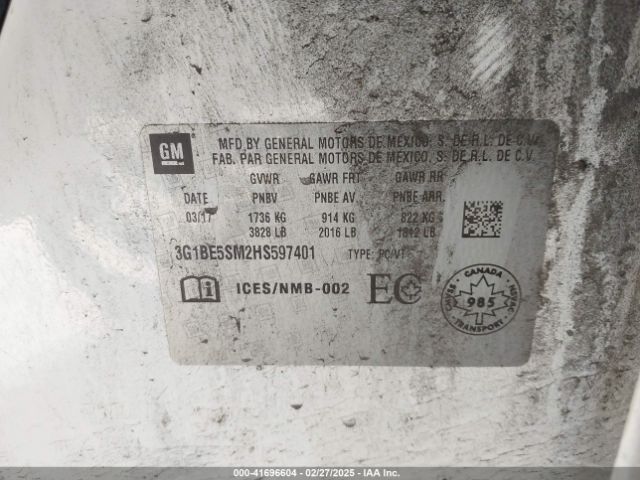 GM
MFD BY GENERAL MOTORS DE MEXICO, S. DE R.L. DE C.V.
FAB. PAR GENERAL MOTORS DE MEXICO, S. DE R.L. DE C.V.
GVWR GAWR FRT GAWR RR
DATE PNBV PNBE AV. PNBE ARR.
03/17 1736 KG 914 KG 822 KG
3828 LB 2016 LB 1812 LB
3G1BE5SM2HS597401 TYPE: PC/VT
ICES/NMB-002 EC
CANADA
985
TRANSPORT
000-41696604 | 02/27/2025 | IAA Inc.